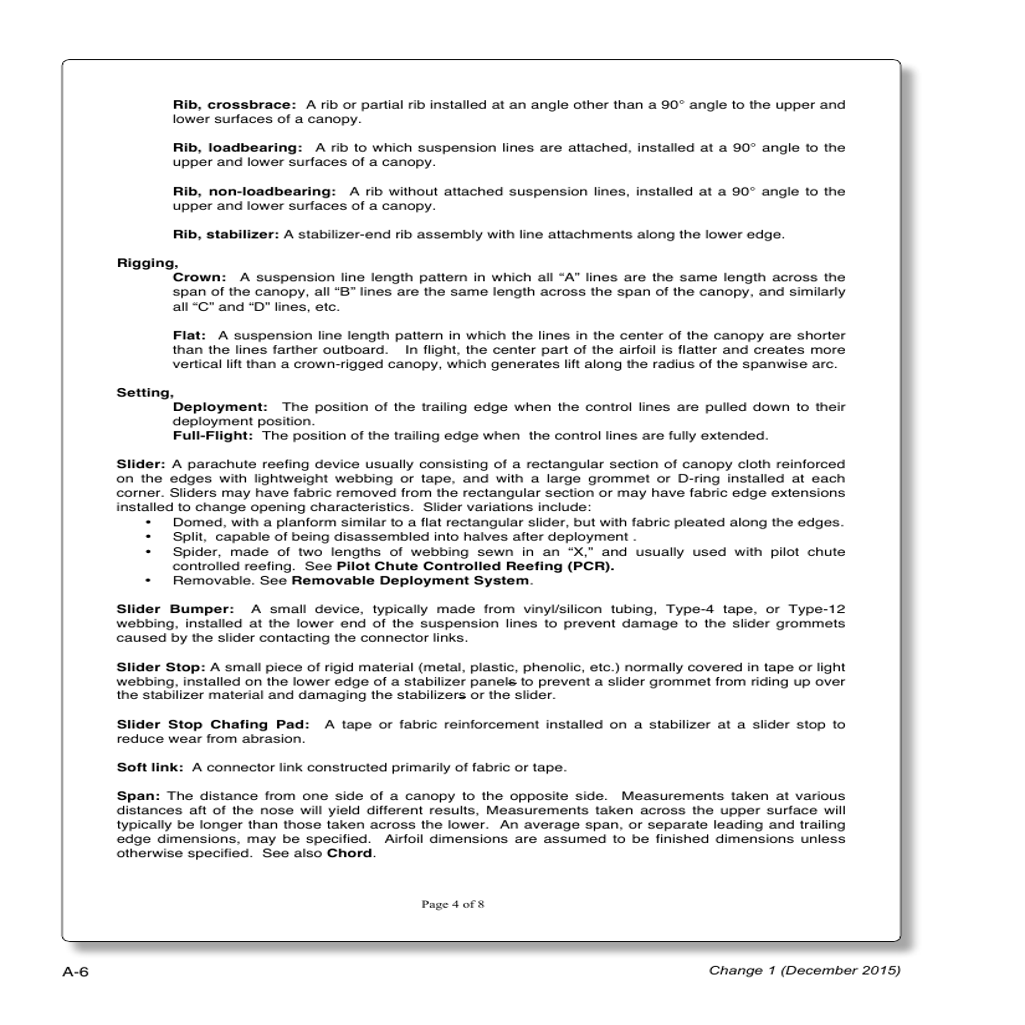 Rib, crossbrace: A rib or partial rib installed at an angle other than a 90° angle to the upper and
lower surfaces of a canopy.
Rib, loadbearing: A rib to which suspension lines are attached, installed at a 90° angle to the
upper and lower surfaces of a canopy.
Rib, non-loadbearing: A rib without attached suspension lines, installed at a 90° angle to the
upper and lower surfaces of a canopy.
Rib, stabilizer: A stabilizer-end rib assembly with line attachments along the lower edge.
Rigging,
Crown: A suspension line length pattern in which all “A” lines are the same length across the
span of the canopy, all “B” lines are the same length across the span of the canopy, and similarly
all “C” and “D” lines, etc.
Flat: A suspension line length pattern in which the lines in the center of the canopy are shorter
than the lines farther outboard. In flight, the center part of the airfoil is flatter and creates more
vertical lift than a crown-rigged canopy, which generates lift along the radius of the spanwise arc.
Setting,
Deployment: The position of the trailing edge when the control lines are pulled down to their
deployment position.
Full-Flight: The position of the trailing edge when the control lines are fully extended.
Slider: A parachute reefing device usually consisting of a rectangular section of canopy cloth reinforced
on the edges with lightweight webbing or tape, and with a large grommet or D-ring installed at each
corner. Sliders may have fabric removed from the rectangular section or may have fabric edge extensions
installed to change opening characteristics. Slider variations include:
• Domed, with a planform similar to a flat rectangular slider, but with fabric pleated along the edges.
• Split, capable of being disassembled into halves after deployment .
• Spider, made of two lengths of webbing sewn in an “X,” and usually used with pilot chute
controlled reefing. See Pilot Chute Controlled Reefing (PCR).
• Removable. See Removable Deployment System.
Slider Bumper: A small device, typically made from vinyl/silicon tubing, Type-4 tape, or Type-12
webbing, installed at the lower end of the suspension lines to prevent damage to the slider grommets
caused by the slider contacting the connector links.
Slider Stop: A small piece of rigid material (metal, plastic, phenolic, etc.) normally covered in tape or light
webbing, installed on the lower edge of a stabilizer panels to prevent a slider grommet from riding up over
the stabilizer material and damaging the stabilizers or the slider.
Slider Stop Chafing Pad: A tape or fabric reinforcement installed on a stabilizer at a slider stop to
reduce wear from abrasion.
Soft link: A connector link constructed primarily of fabric or tape.
Span: The distance from one side of a canopy to the opposite side. Measurements taken at various
distances aft of the nose will yield different results, Measurements taken across the upper surface will
typically be longer than those taken across the lower. An average span, or separate leading and trailing
edge dimensions, may be specified. Airfoil dimensions are assumed to be finished dimensions unless
otherwise specified. See also Chord.
Page 4 of 8
A-6
Change 1 (December 2015)